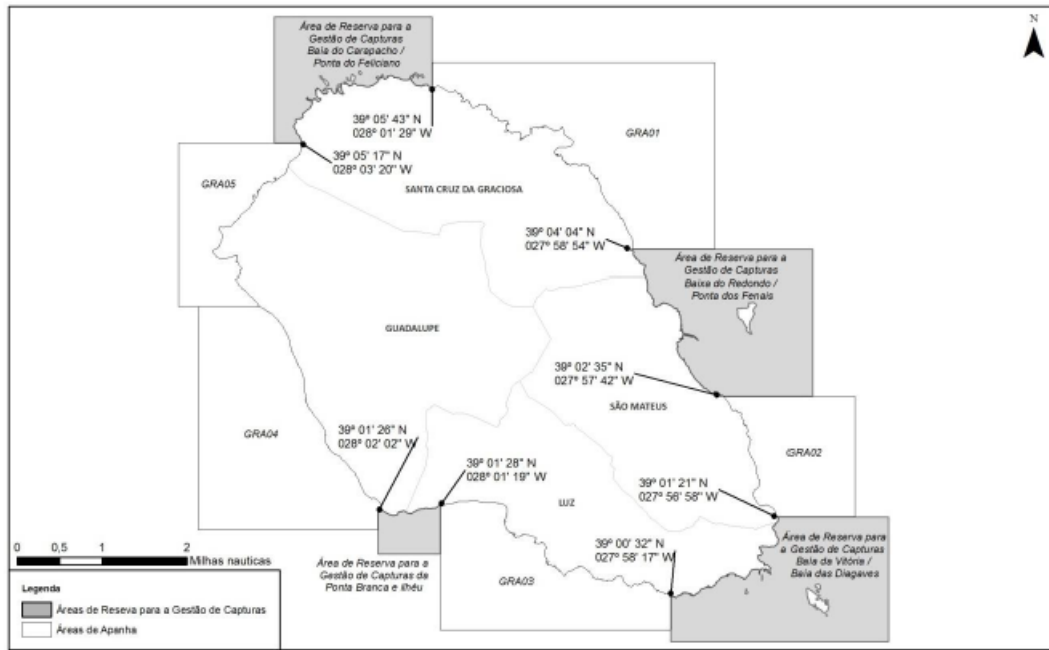 N
Área de Reserva para a
Gestão de Capturas
Baía do Carapacho /
Ponta do Feliciano
39º 05' 43" N
028º 01' 29" W
GRA01
39º 05' 17" N
028º 03' 20" W
GRA05
SANTA CRUZ DA GRACIOSA
39º 04' 04" N
027º 58' 54" W
Área de Reserva para a
Gestão de Capturas
Baixa do Redondo /
Ponta dos Fenais
GUADALUPE
39º 02' 35" N
027º 57' 42" W
SÃO MATEUS
GRA04
39º 01' 26" N
028º 02' 02" W
39º 01' 28" N
028º 01' 19" W
GRA02
39º 01' 21" N
027º 56' 58" W
LUZ
39º 00' 32" N
027º 58' 17" W
Área de Reserva para
a Gestão de Capturas
Baía da Vitória /
Baía das Diagaves
0 0,5 1 2
Milhas nauticas
Área de Reserva para a
Gestão de Capturas da
Ponta Branca e Ilhéu
GRA03
Legenda
Áreas de Reseva para a Gestão de Capturas
Áreas de Apanha